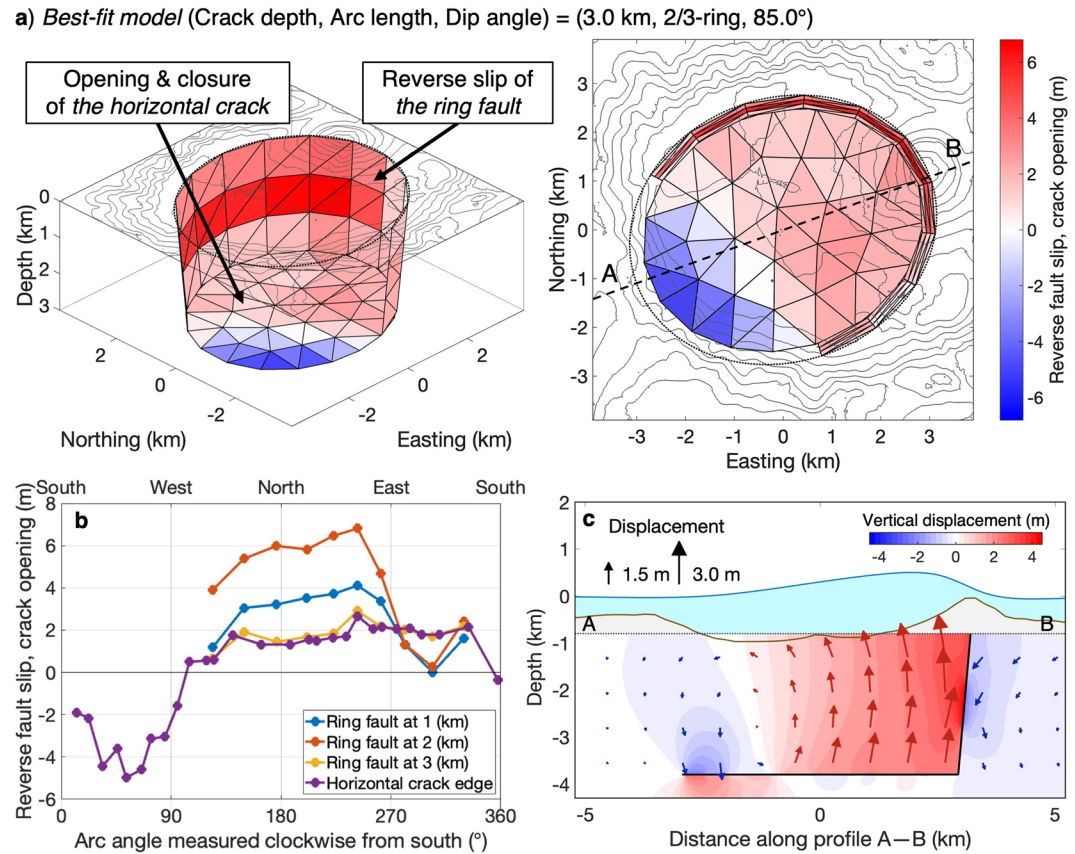 a) Best-fit model (Crack depth, Arc length, Dip angle) = (3.0 km, 2/3-ring, 85.0°)
Opening & closure
of the horizontal crack
Reverse slip of
the ring fault
0
1
2
3
Depth (km)
2
0
-2
Northing (km)
-2
0
2
Easting (km)
3
2
1
0
-1
-2
-3
Northing (km)
A
B
-3 -2 -1 0 1 2 3
Easting (km)
6
4
2
0
-2
-4
-6
Reverse fault slip, crack opening (m)
South West North East South
b
8
6
4
2
0
-2
-4
-6
Reverse fault slip, crack opening (m)
Ring fault at 1 (km)
Ring fault at 2 (km)
Ring fault at 3 (km)
Horizontal crack edge
0 90 180 270 360
Arc angle measured clockwise from south (°)
c
Displacement
1.5 m 3.0 m
Vertical displacement (m)
-4 -2 0 2 4
2
1
0
-1
-2
-3
-4
Depth (km)
A
B
-5 0 5
Distance along profile A—B (km)